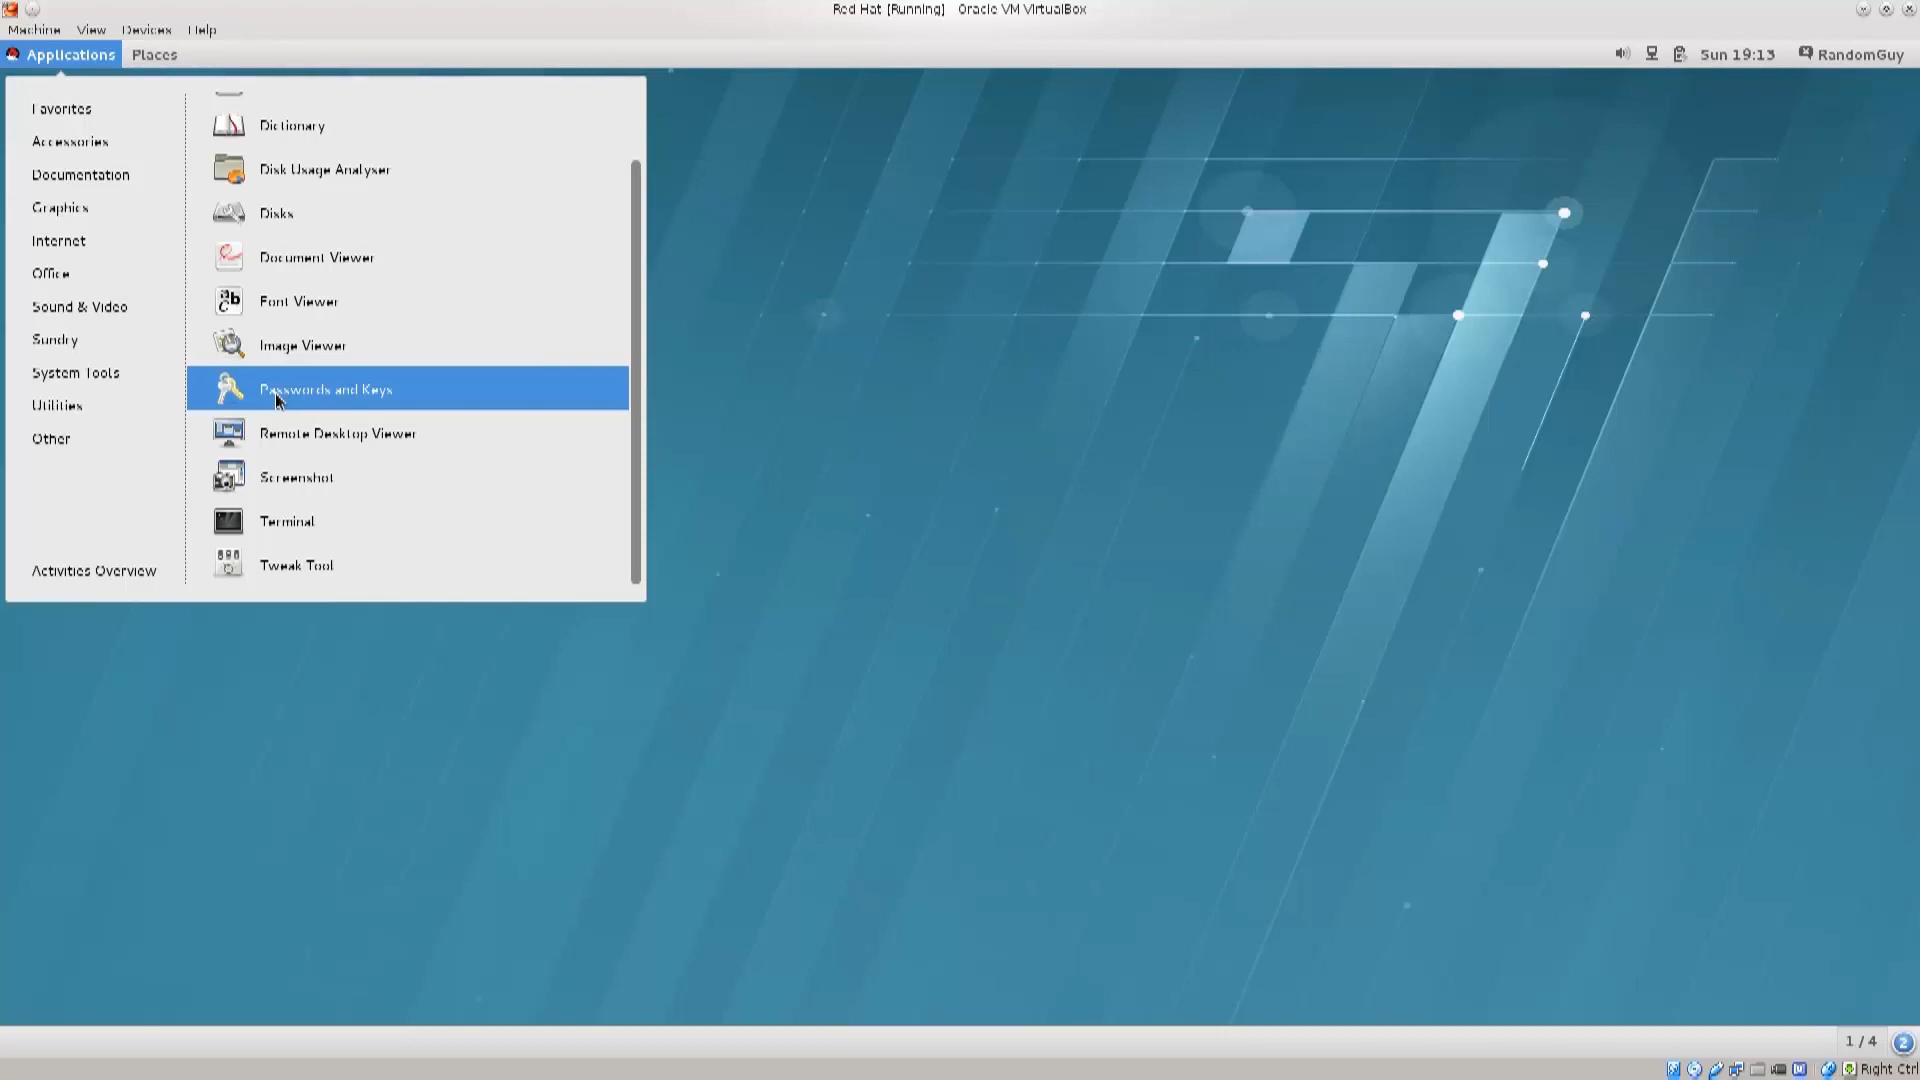 Red Hat [Running] Oracle VM VirtualBox
Machine View Devices Help
Applications Places
Sun 19:13 RandomGuy
Favorites
Accessories
Documentation
Graphics
Internet
Office
Sound & Video
Sundry
System Tools
Utilities
Other
Activities Overview
Dictionary
Disk Usage Analyser
Disks
Document Viewer
Font Viewer
Image Viewer
Passwords and Keys
Remote Desktop Viewer
Screenshot
Terminal
Tweak Tool
1 / 4 2
Right Ctrl